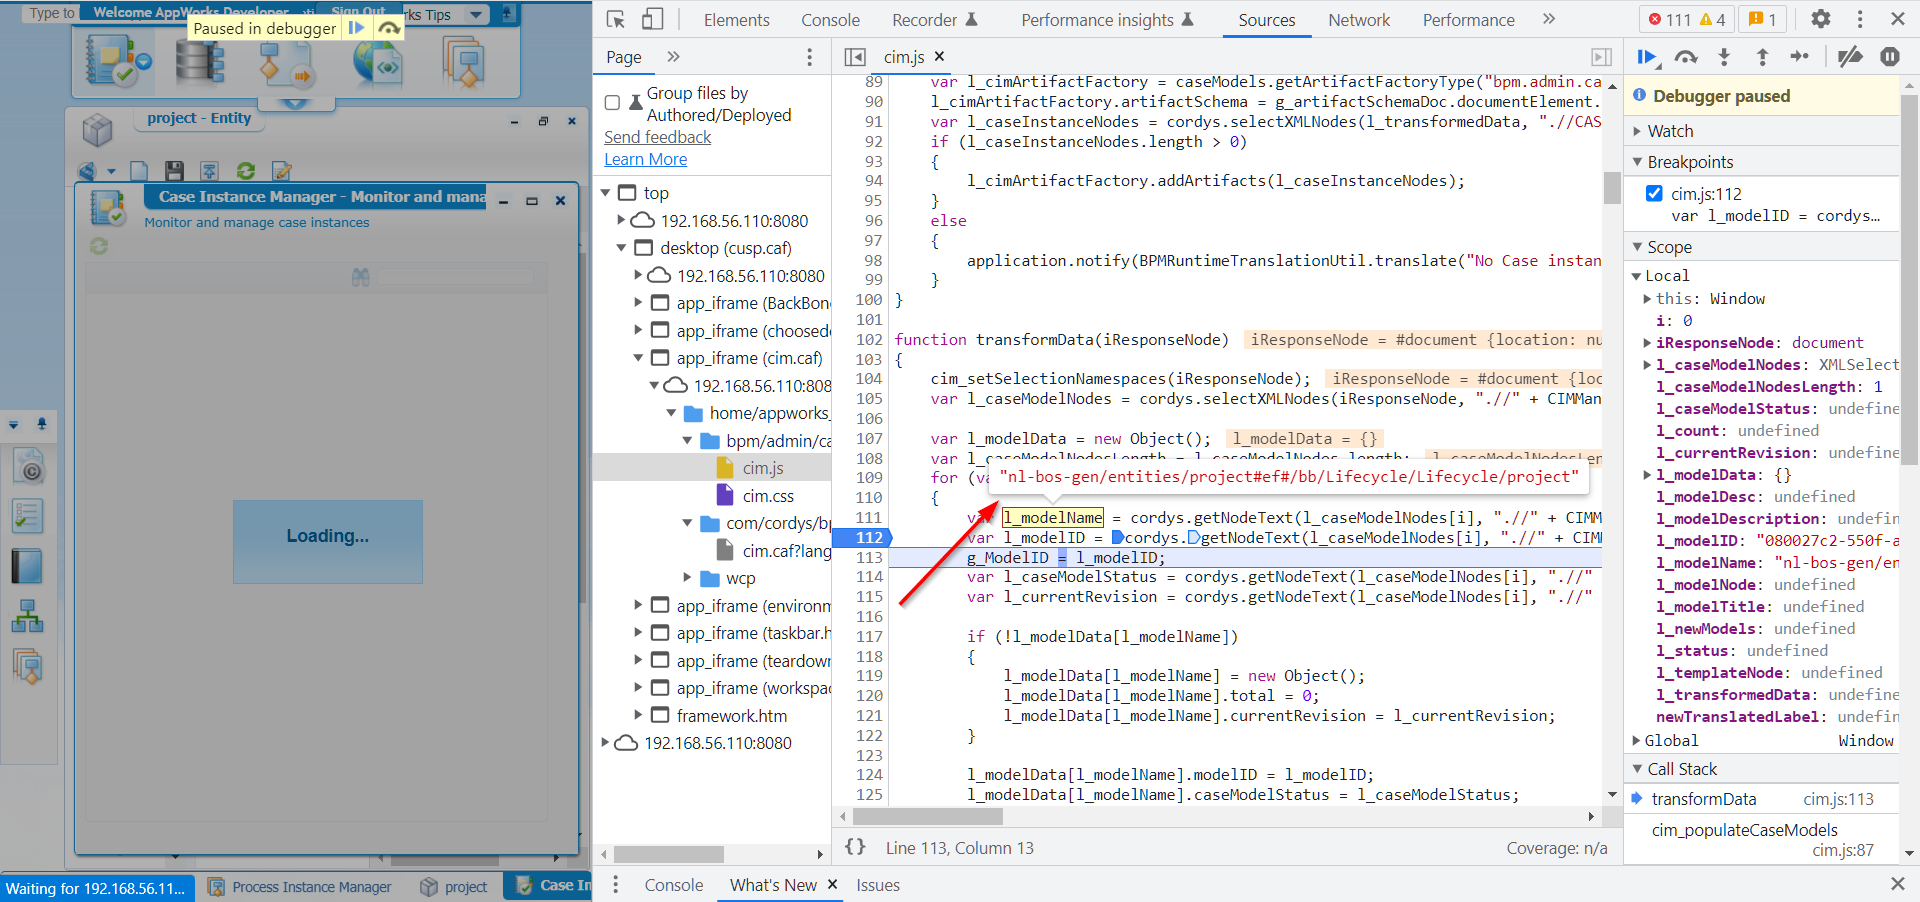 Type to
Welcome AppWorks Developer
Sign Out
rks Tips
Paused in debugger
project - Entity
Case Instance Manager - Monitor and mana
Monitor and manage case instances
Loading...
Waiting for 192.168.56.11...
Process Instance Manager
project
Case In
Elements
Console
Recorder
Performance insights
Sources
Network
Performance
»
111
4
1
Page
»
Group files by
Authored/Deployed
Send feedback
Learn More
top
192.168.56.110:8080
desktop (cusp.caf)
192.168.56.110:8080
app_iframe (BackBon
app_iframe (choosed
app_iframe (cim.caf)
192.168.56.110:808
home/appworks_
bpm/admin/ca
cim.js
cim.css
com/cordys/bp
cim.caf?lang
wcp
app_iframe (environm
app_iframe (taskbar.h
app_iframe (teardown
app_iframe (workspac
framework.htm
192.168.56.110:8080
cim.js
89 var l_cimArtifactFactory = caseModels.getArtifactFactoryType("bpm.admin.ca
90 l_cimArtifactFactory.artifactSchema = g_artifactSchemaDoc.documentElement.
91 var l_caseInstanceNodes = cordys.selectXMLNodes(l_transformedData, ".//CAS
92 if (l_caseInstanceNodes.length > 0)
93 {
94 l_cimArtifactFactory.addArtifacts(l_caseInstanceNodes);
95 }
96 else
97 {
98 application.notify(BPMRuntimeTranslationUtil.translate("No Case instan
99 }
100 }
101
102 function transformData(iResponseNode) iResponseNode = #document {location: nu
103 {
104 cim_setSelectionNamespaces(iResponseNode); iResponseNode = #document {loc
105 var l_caseModelNodes = cordys.selectXMLNodes(iResponseNode, ".//" + CIMMan
106
107 var l_modelData = new Object(); l_modelData = {}
108 var l_caseModelNodesLength = l_caseModelNodes.length; l_caseModelNodesLen
"nl-bos-gen/entities/project#ef#/bb/Lifecycle/Lifecycle/project"
109 for (va
110 {
111 var l_modelName = cordys.getNodeText(l_caseModelNodes[i], ".//" + CIMM
112 var l_modelID = cordys.getNodeText(l_caseModelNodes[i], ".//" + CIM
113 g_ModelID = l_modelID;
114 var l_caseModelStatus = cordys.getNodeText(l_caseModelNodes[i], ".//"
115 var l_currentRevision = cordys.getNodeText(l_caseModelNodes[i], ".//"
116
117 if (!l_modelData[l_modelName])
118 {
119 l_modelData[l_modelName] = new Object();
120 l_modelData[l_modelName].total = 0;
121 l_modelData[l_modelName].currentRevision = l_currentRevision;
122 }
123
124 l_modelData[l_modelName].modelID = l_modelID;
125 l_modelData[l_modelName].caseModelStatus = l_caseModelStatus;
{} Line 113, Column 13
Coverage: n/a
Console
What's New
Issues
Debugger paused
Watch
Breakpoints
cim.js:112
var l_modelID = cordys…
Scope
Local
this: Window
i: 0
iResponseNode: document
l_caseModelNodes: XMLSelect
l_caseModelNodesLength: 1
l_caseModelStatus: undefine
l_count: undefined
l_currentRevision: undefine
l_modelData: {}
l_modelDesc: undefined
l_modelDescription: undefin
l_modelID: "080027c2-550f-a
l_modelName: "nl-bos-gen/en
l_modelNode: undefined
l_modelTitle: undefined
l_newModels: undefined
l_status: undefined
l_templateNode: undefined
l_transformedData: undefine
newTranslatedLabel: undefin
Global Window
Call Stack
transformData cim.js:113
cim_populateCaseModels
cim.js:87